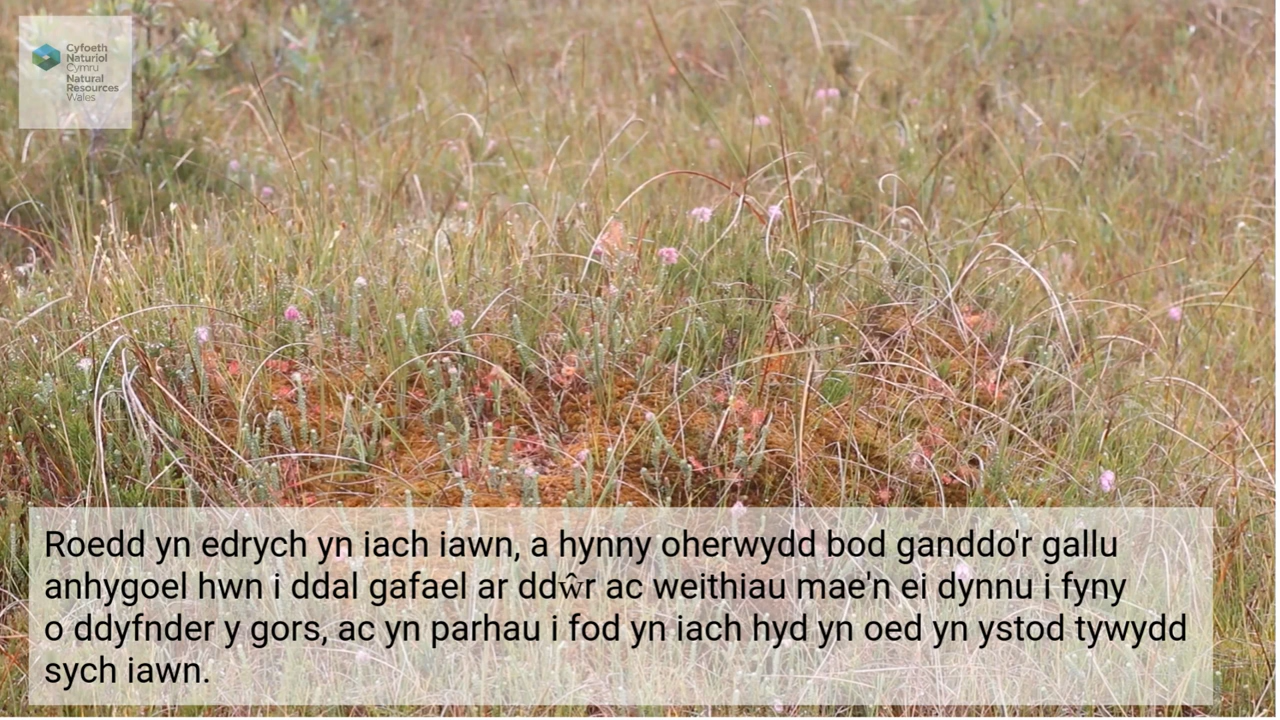 Cyfoeth
Naturiol
Cymru
Natural
Resources
Wales
Roedd yn edrych yn iach iawn, a hynny oherwydd bod ganddo'r gallu
anhygoel hwn i ddal gafael ar ddŵr ac weithiau mae'n ei dynnu i fyny
o ddyfnder y gors, ac yn parhau i fod yn iach hyd yn oed yn ystod tywydd
sych iawn.